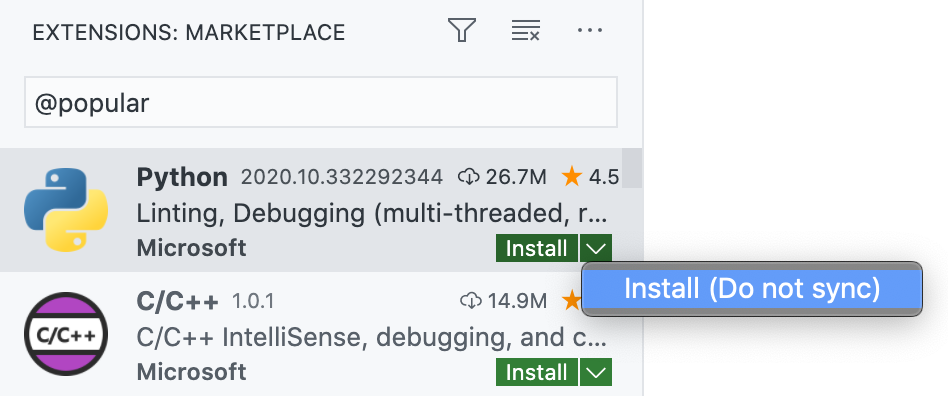 EXTENSIONS: MARKETPLACE
@popular
Python 2020.10.332292344 26.7M 4.5
Linting, Debugging (multi-threaded, r...
Microsoft Install
Install (Do not sync)
C/C++ 1.0.1 14.9M
C/C++
C/C++ IntelliSense, debugging, and c...
Microsoft Install